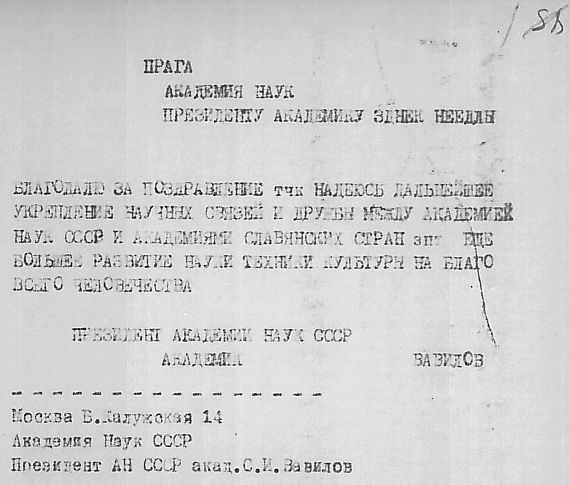 ПРАГА
АКАДЕМИЯ НАУК
ПРЕЗИДЕНТУ АКАДЕМИКУ ЗДНЕК НЕЕДЛЫ
БЛАГОДАЛЮ ЗА ПОЗДРАВЛЕНИЕ тчк НАДЕЮСЬ ДАЛЬНЕЙШЕЕ
УКРЕПЛЕНИЕ НАУЧНЫХ СВЯЗЕЙ И ДРУЖБЫ МЕЖДУ АКАДЕМИЕЙ
НАУК СССР И АКАДЕМИЯМИ СЛАВЯНСКИХ СТРАН зпт ЕЩЕ
БОЛЬШЕЕ РАЗВИТИЕ НАУКИ ТЕХНИКИ КУЛЬТУРЫ НА БЛАГО
ВСЕГО ЧЕЛОВЕЧЕСТВА
ПРЕЗИДЕНТ АКАДЕМИИ НАУК СССР
АКАДЕМИК ВАВИЛОВ
Москва Б.Калужская 14
Академия Наук СССР
Президент АН СССР акад.С.И.Вавилов